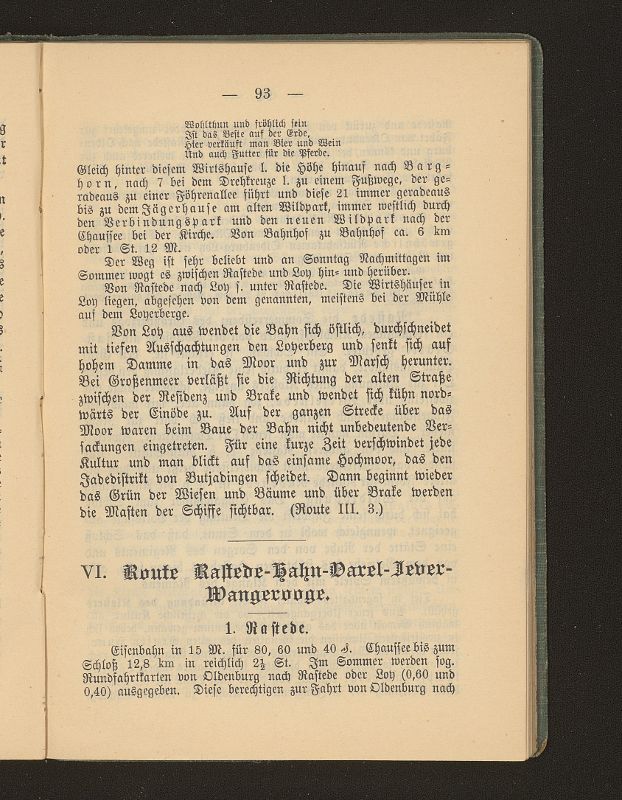 — 93 —
Wohlthun und fröhlich sein
Ist das Beste auf der Erde,
Hier verkäuft man Bier und Wein
Und auch Futter für die Pferde.
Gleich hinter diesem Wirtshause l. die Höhe hinauf nach Barg-
horn, nach 7 bei dem Drehkreuze l. zu einem Fußwege, der ge-
radeaus zu einer Föhrenallee führt und diese 21 immer geradeaus
bis zu dem Jägerhause am alten Wildpark, immer westlich durch
den Verbindungspark und den neuen Wildpark nach der
Chaussee bei der Kirche. Von Bahnhof zu Bahnhof ca. 6 km
oder 1 St. 12 M.
Der Weg ist sehr beliebt und an Sonntag Nachmittagen im
Sommer wogt es zwischen Rastede und Loy hin- und herüber.
Von Rastede nach Loy s. unter Rastede. Die Wirtshäuser in
Loy liegen, abgesehen von dem genannten, meistens bei der Mühle
auf dem Loyerberge.
Von Loy aus wendet die Bahn sich östlich, durchschneidet
mit tiefen Ausschachtungen den Loyerberg und senkt sich auf
hohem Damme in das Moor und zur Marsch herunter.
Bei Großenmeer verläßt sie die Richtung der alten Straße
zwischen der Residenz und Brake und wendet sich kühn nord-
wärts der Einöde zu. Auf der ganzen Strecke über das
Moor waren beim Baue der Bahn nicht unbedeutende Ver-
sackungen eingetreten. Für eine kurze Zeit verschwindet jede
Kultur und man blickt auf das einsame Hochmoor, das den
Jadedistrikt von Butjadingen scheidet. Dann beginnt wieder
das Grün der Wiesen und Bäume und über Brake werden
die Masten der Schiffe sichtbar. (Route III. 3.)
VI. Route Rastede-Hahn-Varel-Jever-
Wangerooge.
1. Rastede.
Eisenbahn in 15 M. für 80, 60 und 40 ₰. Chaussee bis zum
Schloß 12,8 km in reichlich 2½ St. Im Sommer werden sog.
Rundfahrtkarten von Oldenburg nach Rastede oder Loy (0,60 und
0,40) ausgegeben. Diese berechtigen zur Fahrt von Oldenburg nach